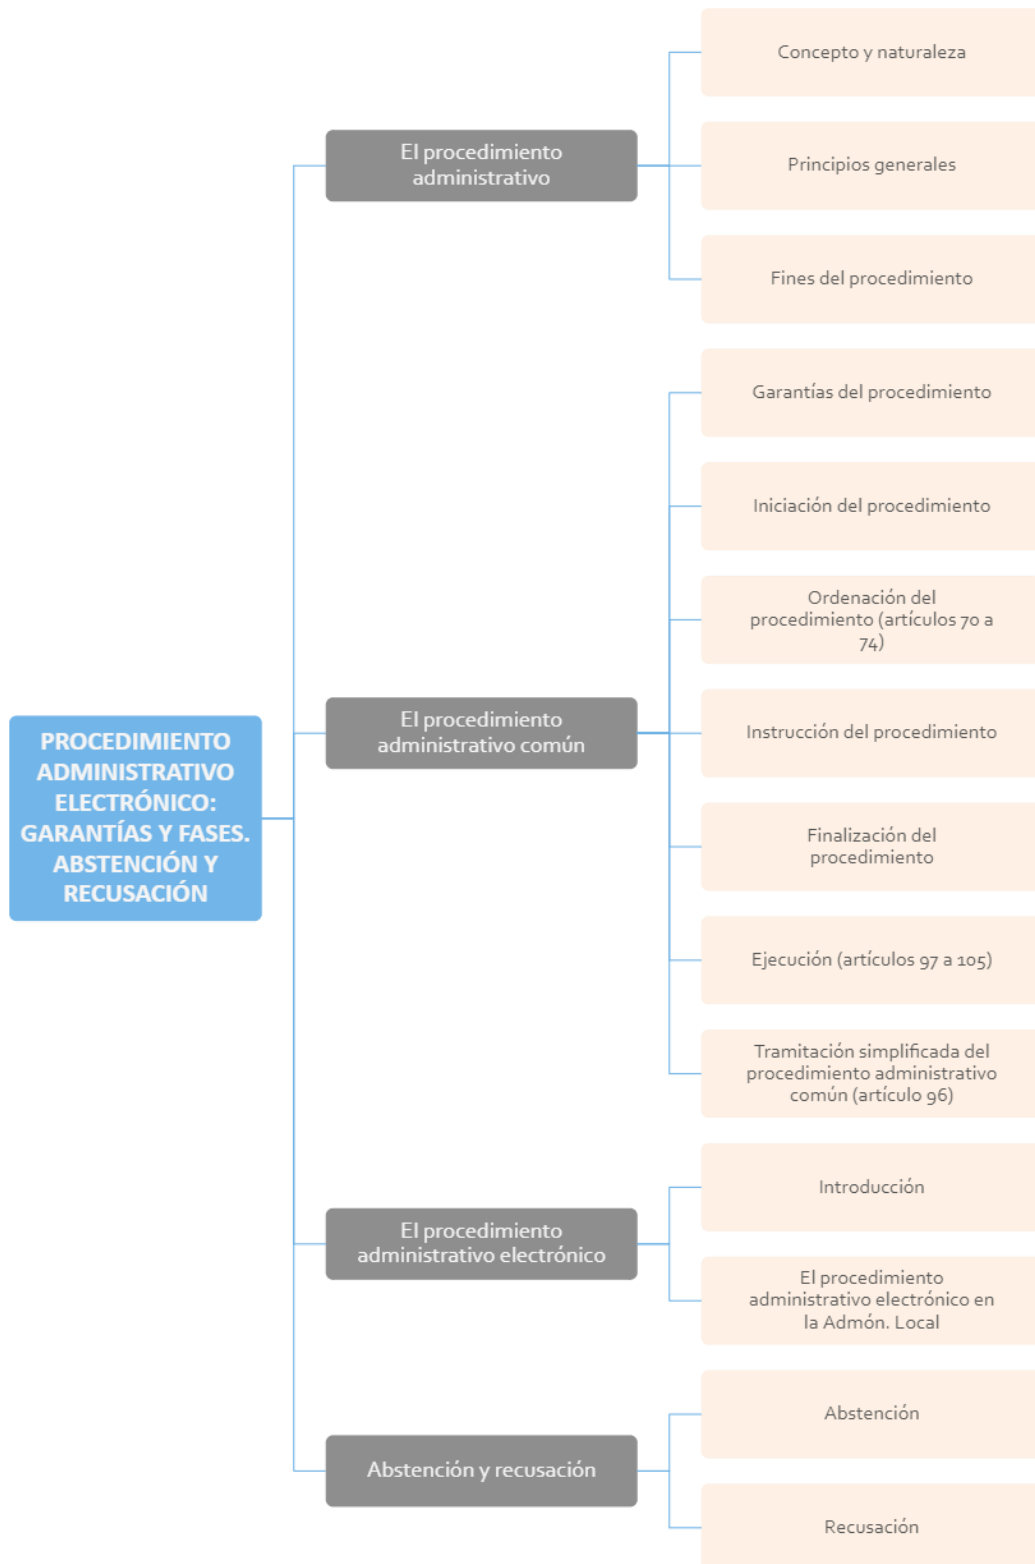 PROCEDIMIENTO
ADMINISTRATIVO
ELECTRÓNICO:
GARANTÍAS Y FASES.
ABSTENCIÓN Y
RECUSACIÓN
El procedimiento
administrativo
Concepto y naturaleza
Principios generales
Fines del procedimiento
El procedimiento
administrativo común
Garantías del procedimiento
Iniciación del procedimiento
Ordenación del
procedimiento (artículos 70 a
74)
Instrucción del procedimiento
Finalización del
procedimiento
Ejecución (artículos 97 a 105)
Tramitación simplificada del
procedimiento administrativo
común (artículo 96)
El procedimiento
administrativo electrónico
Introducción
El procedimiento
administrativo electrónico en
la Admón. Local
Abstención y recusación
Abstención
Recusación